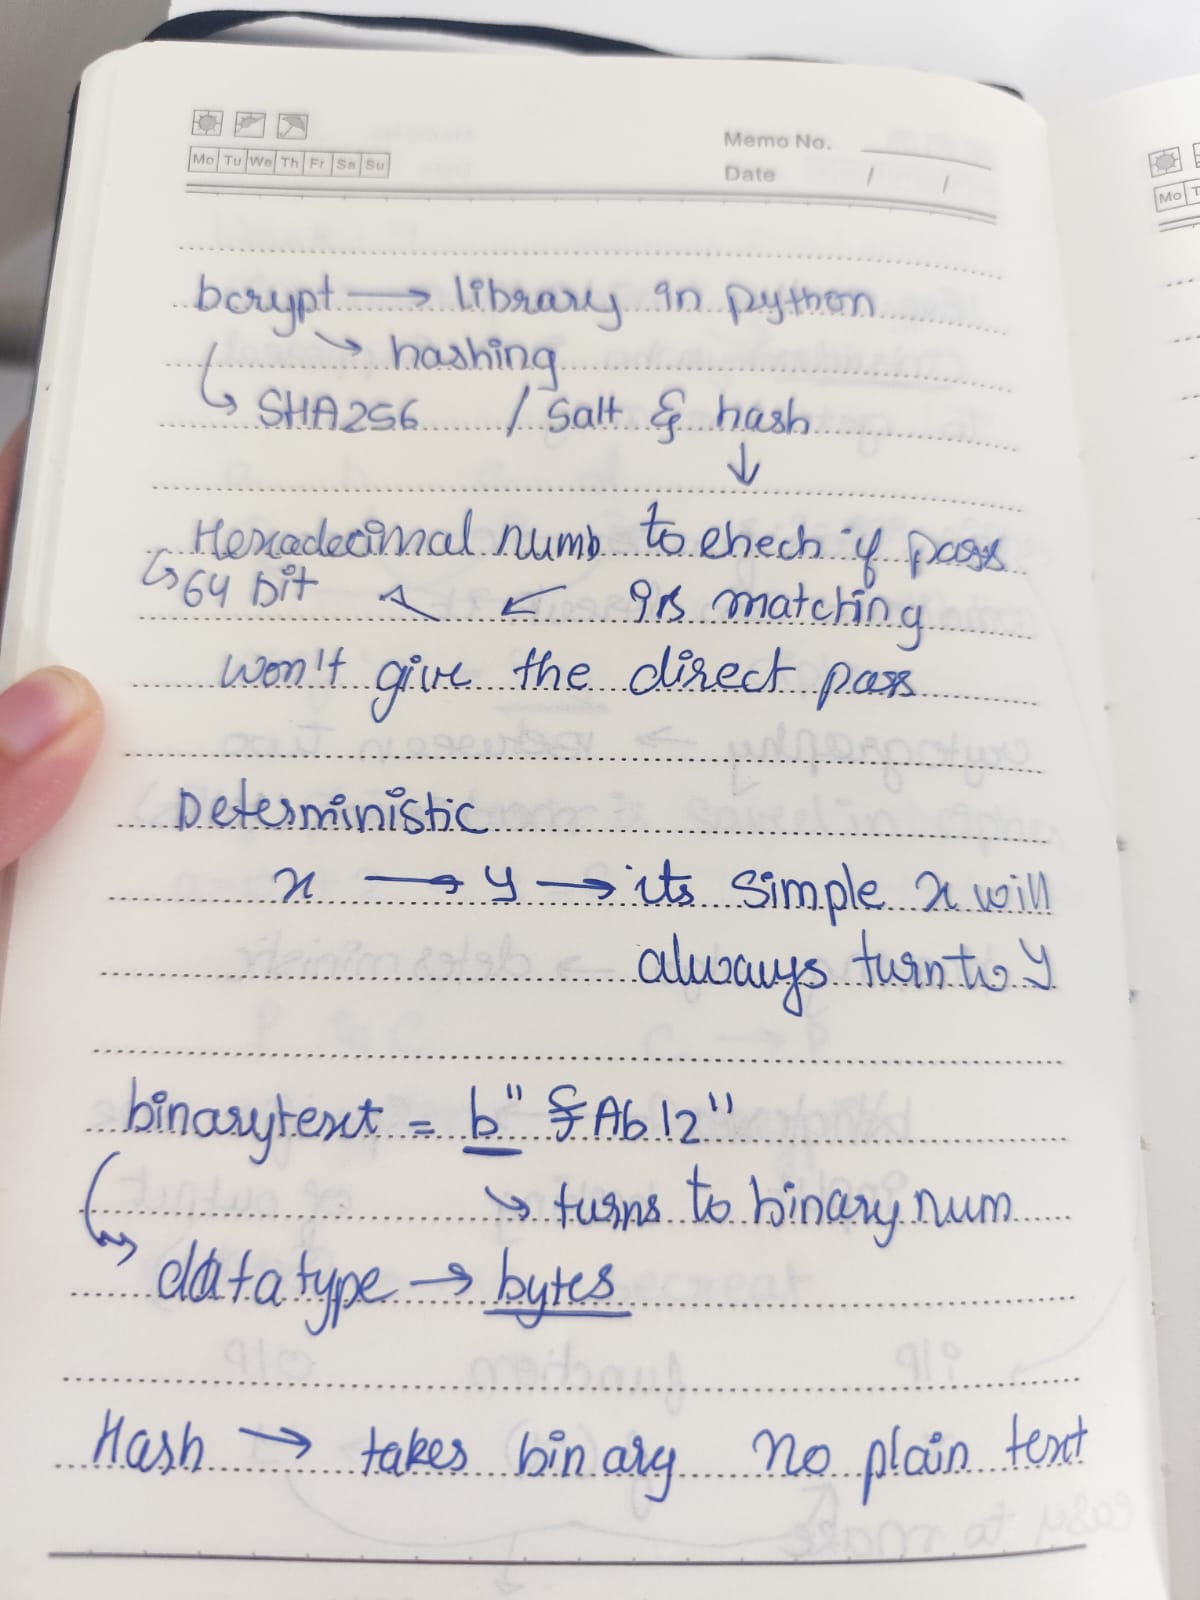 Mo Tu We Th Fr Sa Su
Memo No.
Date / /
Mo
bcrypt → library in python
↘ hashing
↳ SHA256 / Salt & hash
↓
Hexadecimal numb to check if pass
↳ 64 bit ← is matching
won't give the direct pass
Deterministic
x → y → its simple x will
always turn to y
binarytext = b" Ab12"
↘ turns to binary num
↳ datatype → bytes
Hash → takes binary No plain text